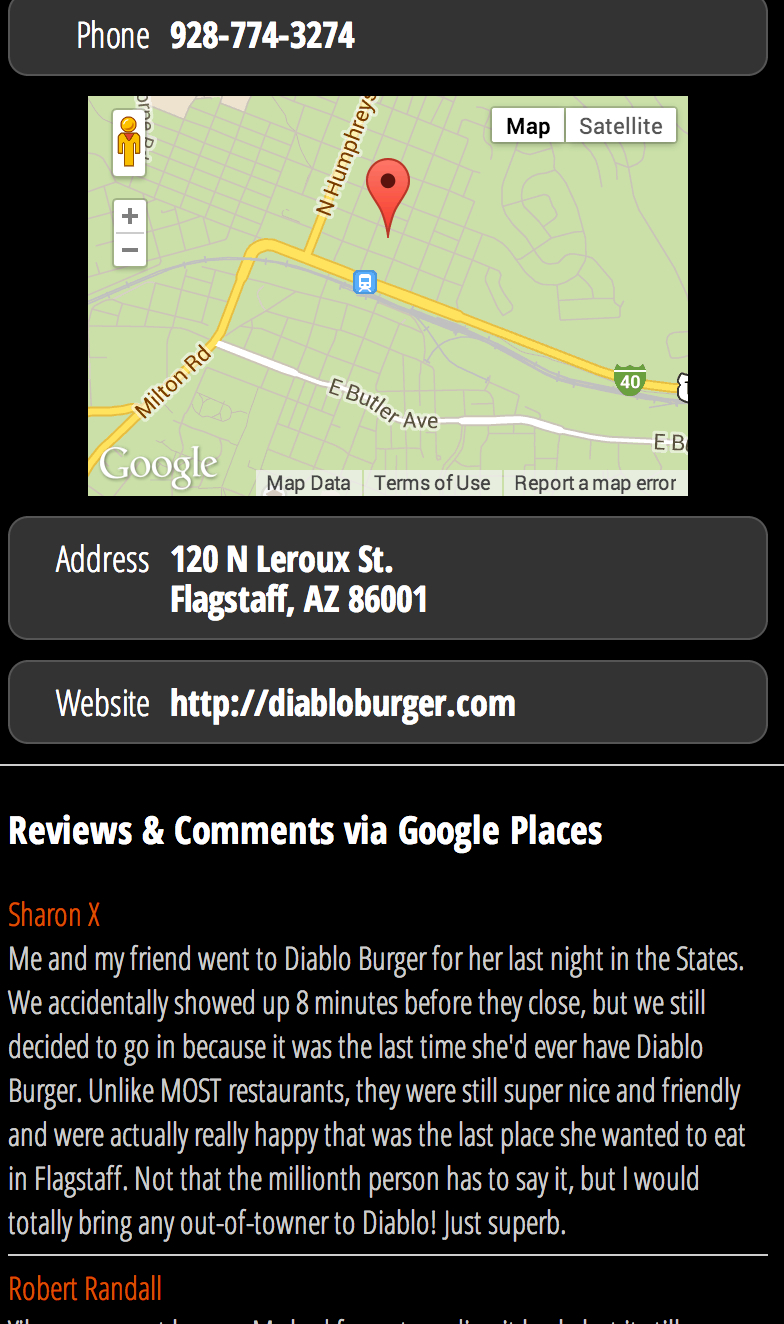 Phone 928-774-3274
Map Satellite
N Humphreys
+
−
Milton Rd
40
E Butler Ave
E B
Google
Map Data Terms of Use Report a map error
Address 120 N Leroux St.
Flagstaff, AZ 86001
Website http://diabloburger.com
Reviews & Comments via Google Places
Sharon X
Me and my friend went to Diablo Burger for her last night in the States.
We accidentally showed up 8 minutes before they close, but we still
decided to go in because it was the last time she'd ever have Diablo
Burger. Unlike MOST restaurants, they were still super nice and friendly
and were actually really happy that was the last place she wanted to eat
in Flagstaff. Not that the millionth person has to say it, but I would
totally bring any out-of-towner to Diablo! Just superb.
Robert Randall